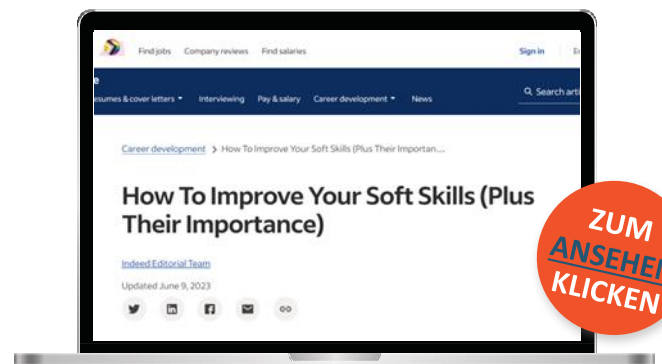 Find jobs Company reviews Find salaries Sign in
esumes & cover letters Interviewing Pay & salary Career development News Search arti
Career development > How To Improve Your Soft Skills (Plus Their Importan....
How To Improve Your Soft Skills (Plus
Their Importance)
Indeed Editorial Team
Updated June 9, 2023
ZUM
ANSEHEN
KLICKEN